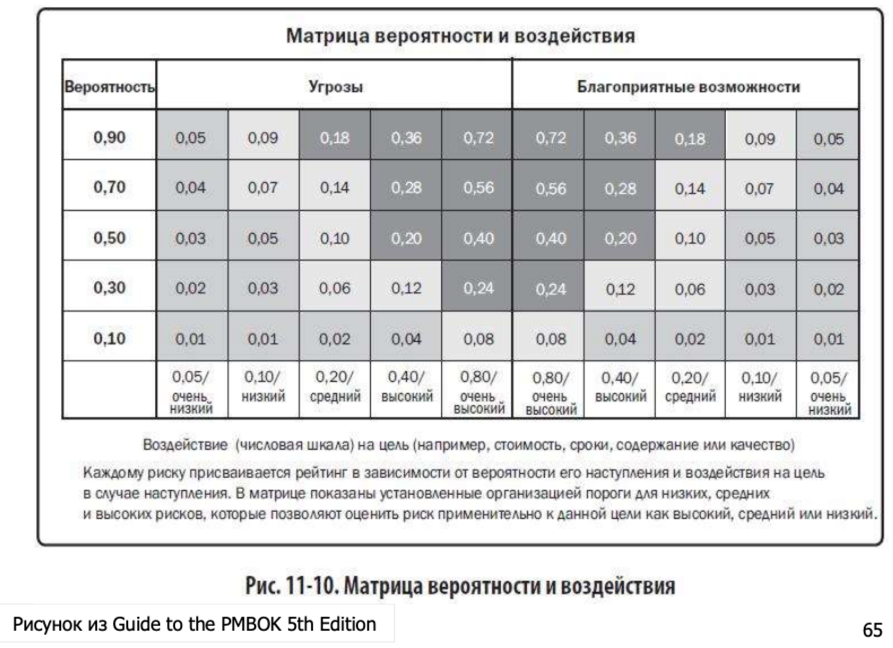 Матрица вероятности и воздействия
Вероятность Угрозы Благоприятные возможности
0,90 0,05 0,09 0,18 0,36 0,72 0,72 0,36 0,18 0,09 0,05
0,70 0,04 0,07 0,14 0,28 0,56 0,56 0,28 0,14 0,07 0,04
0,50 0,03 0,05 0,10 0,20 0,40 0,40 0,20 0,10 0,05 0,03
0,30 0,02 0,03 0,06 0,12 0,24 0,24 0,12 0,06 0,03 0,02
0,10 0,01 0,01 0,02 0,04 0,08 0,08 0,04 0,02 0,01 0,01
0,05/ 0,10/ 0,20/ 0,40/ 0,80/ 0,80/ 0,40/ 0,20/ 0,10/ 0,05/
очень низкий средний высокий очень очень высокий средний низкий очень
низкий высокий высокий низкий
Воздействие (числовая шкала) на цель (например, стоимость, сроки, содержание или качество)
Каждому риску присваивается рейтинг в зависимости от вероятности его наступления и воздействия на цель
в случае наступления. В матрице показаны установленные организацией пороги для низких, средних
и высоких рисков, которые позволяют оценить риск применительно к данной цели как высокий, средний или низкий.
Рис. 11-10. Матрица вероятности и воздействия
Рисунок из Guide to the PMBOK 5th Edition
65